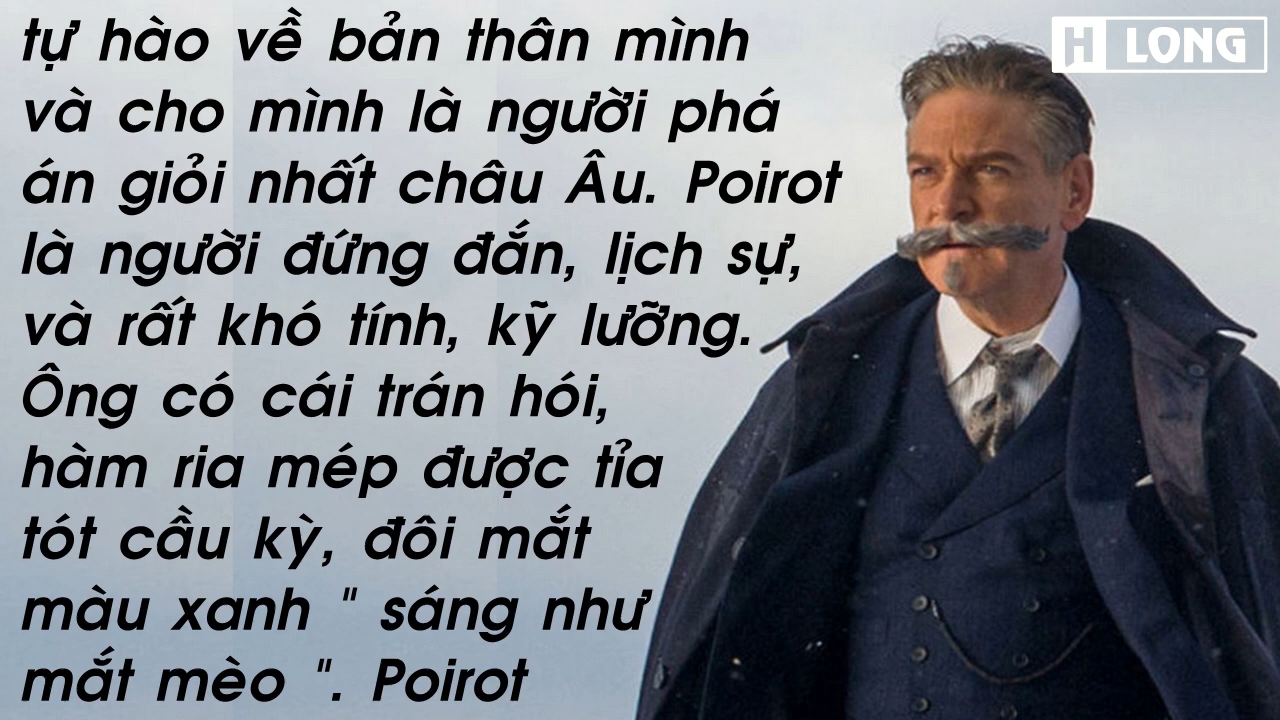 tự hào về bản thân mình
và cho mình là người phá
án giỏi nhất châu Âu. Poirot
là người đứng đắn, lịch sự,
và rất khó tính, kỹ lưỡng.
Ông có cái trán hói,
hàm ria mép được tỉa
tót cầu kỳ, đôi mắt
màu xanh " sáng như
mắt mèo ". Poirot
H LONG